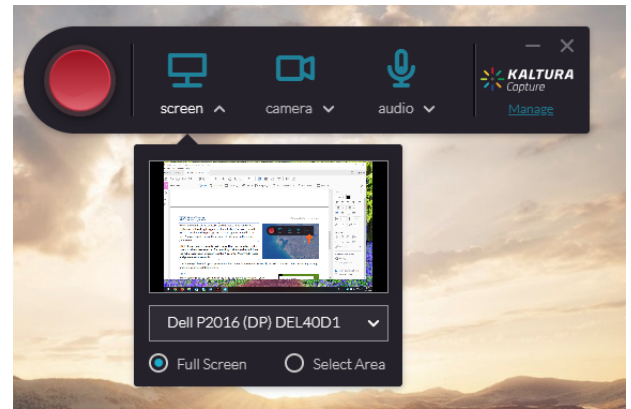 screen camera audio
KALTURA
Capture
Manage
Dell P2016 (DP) DEL40D1
Full Screen Select Area